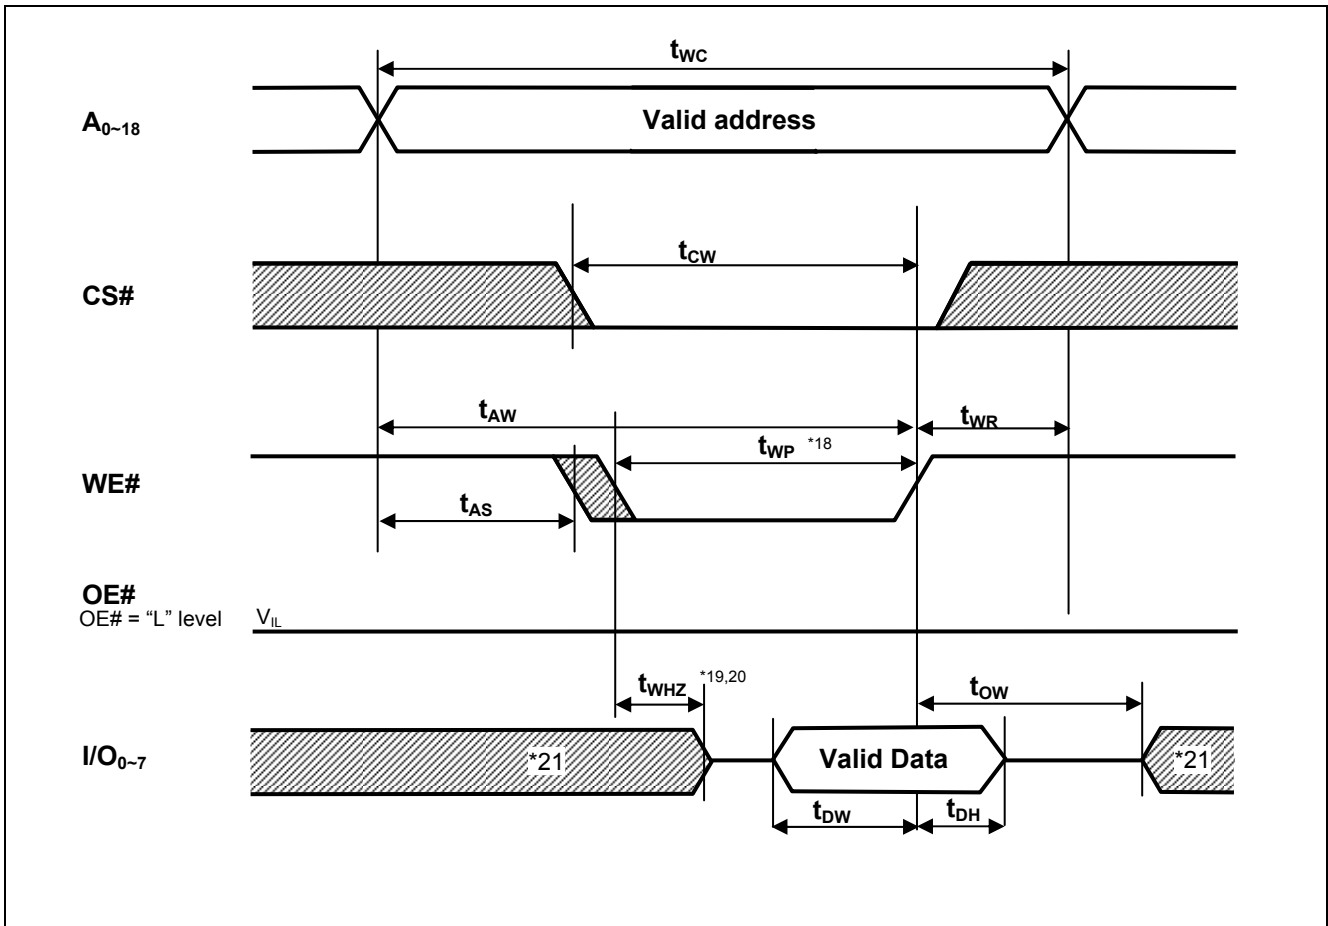 tWC
A0~18
Valid address
tCW
CS#
tAW
tWR
tWP *18
WE#
tAS
OE#
OE# = “L” level VIL
tWHZ *19,20
tOW
I/O0~7
*21
Valid Data
*21
tDW
tDH